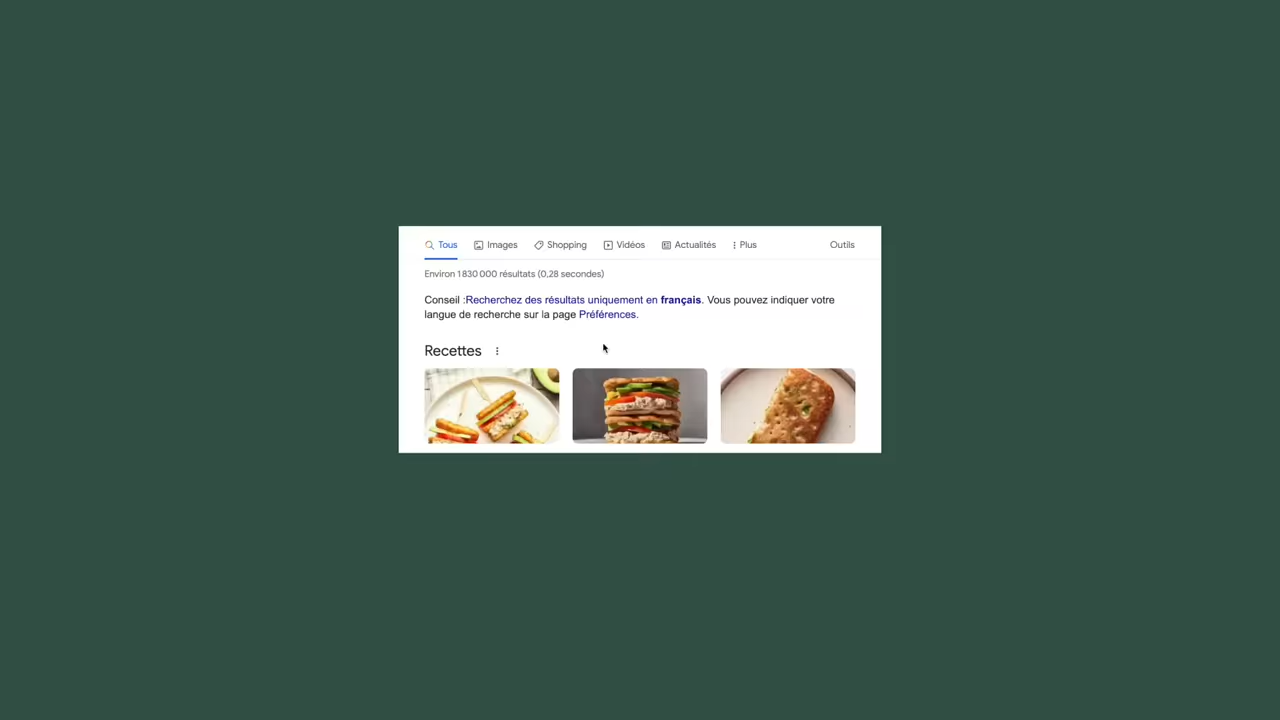 Tous Images Shopping Vidéos Actualités Plus Outils
Environ 1 830 000 résultats (0,28 secondes)
Conseil :Recherchez des résultats uniquement en français. Vous pouvez indiquer votre
langue de recherche sur la page Préférences.
Recettes